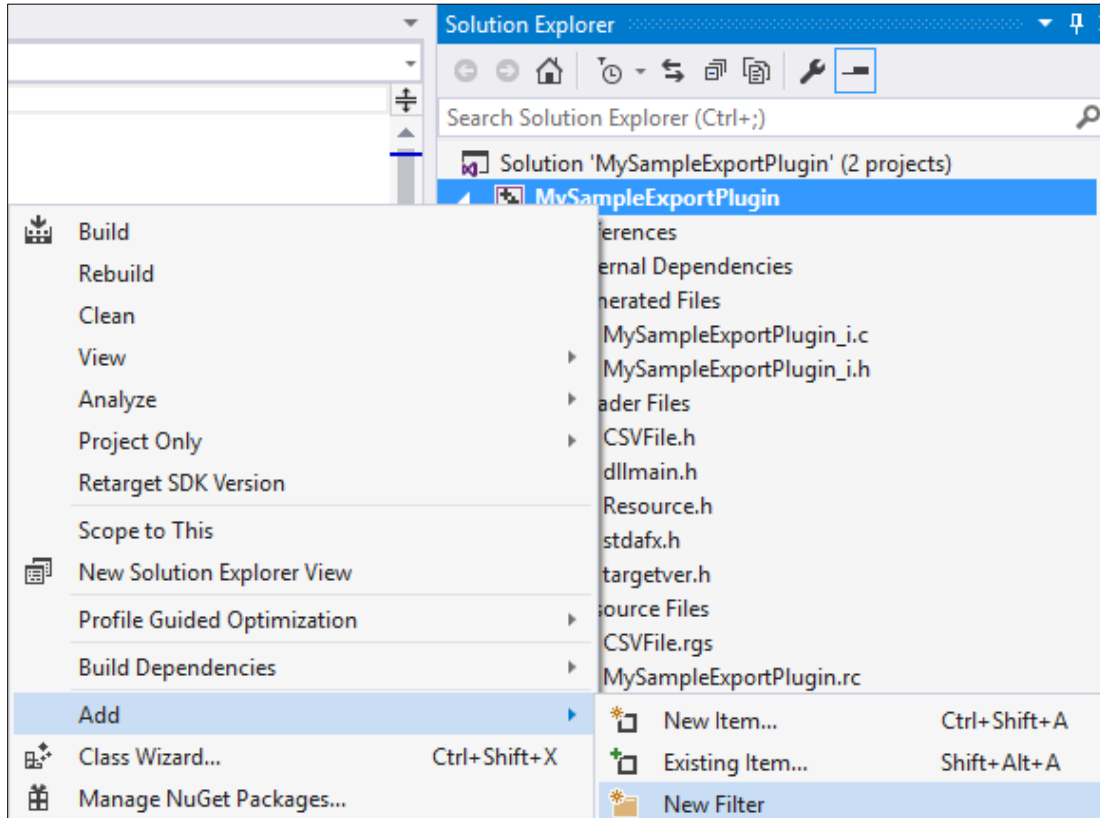 Solution Explorer
Search Solution Explorer (Ctrl+;)
Solution 'MySampleExportPlugin' (2 projects)
MySampleExportPlugin
erences
ernal Dependencies
nerated Files
MySampleExportPlugin_i.c
MySampleExportPlugin_i.h
ader Files
CSVFile.h
dllmain.h
Resource.h
stdafx.h
targetver.h
source Files
CSVFile.rgs
MySampleExportPlugin.rc
Build
Rebuild
Clean
View
Analyze
Project Only
Retarget SDK Version
Scope to This
New Solution Explorer View
Profile Guided Optimization
Build Dependencies
Add
Class Wizard... Ctrl+Shift+X
Manage NuGet Packages...
New Item... Ctrl+Shift+A
Existing Item... Shift+Alt+A
New Filter